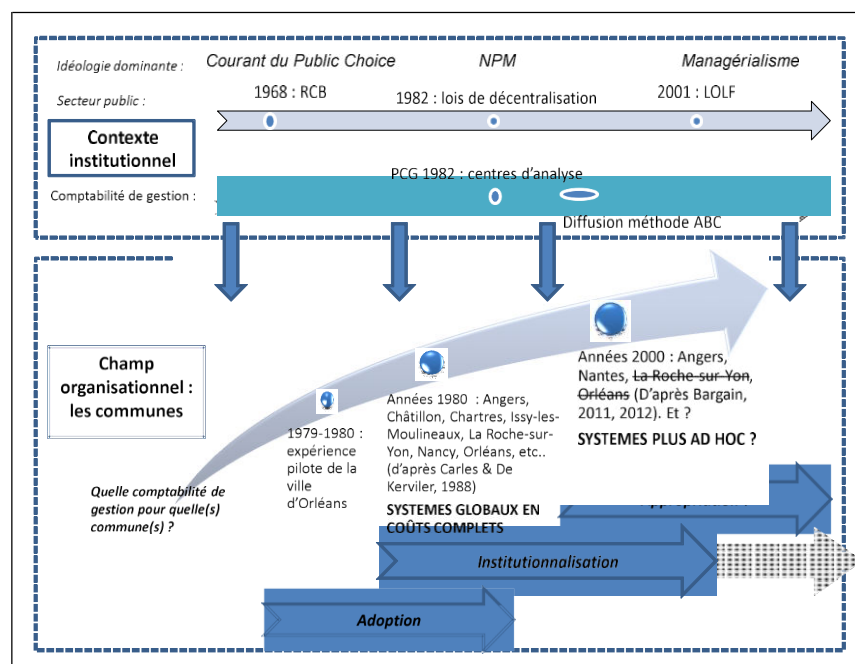 Idéologie dominante :
Courant du Public Choice
NPM
Managérialisme
Secteur public :
1968 : RCB
1982 : lois de décentralisation
2001 : LOLF
Contexte
institutionnel
PCG 1982 : centres d'analyse
Comptabilité de gestion :
Diffusion méthode ABC
Champ
organisationnel :
les communes
Années 2000 : Angers,
Nantes, La Roche-sur-Yon,
Orléans (D'après Bargain,
2011, 2012). Et ?
SYSTEMES PLUS AD HOC ?
Années 1980 : Angers,
Châtillon, Chartres, Issy-les-
Moulineaux, La Roche-sur-
Yon, Nancy, Orléans, etc..
(d'après Carles & De
Kerviler, 1988)
SYSTEMES GLOBAUX EN
COÛTS COMPLETS
1979-1980 :
expérience
pilote de la
ville
d'Orléans
Quelle comptabilité de
gestion pour quelle(s)
commune(s) ?
Institutionnalisation
Adoption